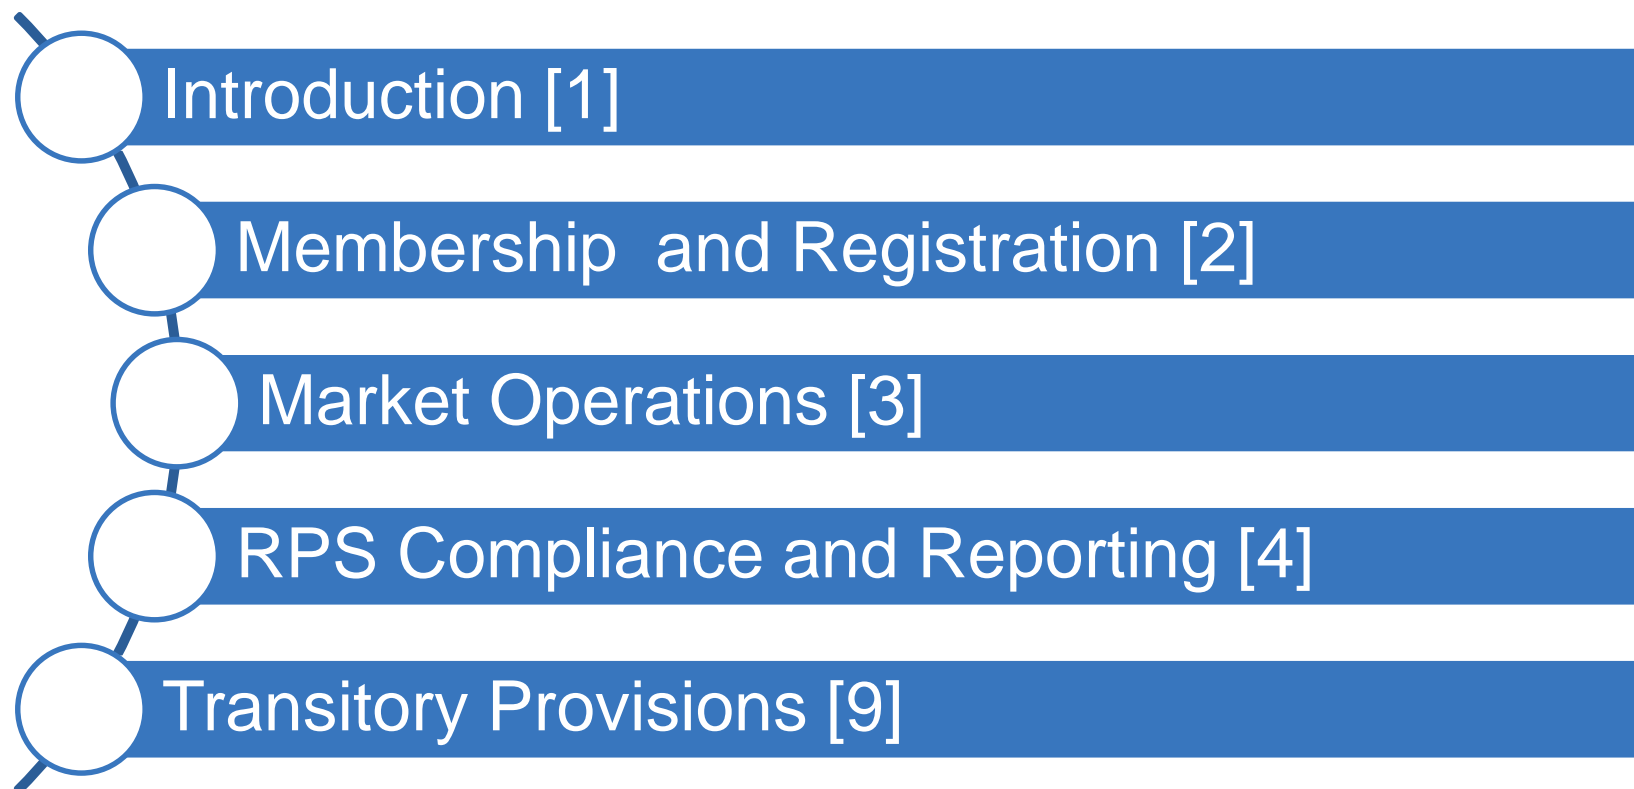 Introduction [1]
Membership  and Registration [2]
Market Operations [3]
RPS Compliance and Reporting [4]
Transitory Provisions [9]